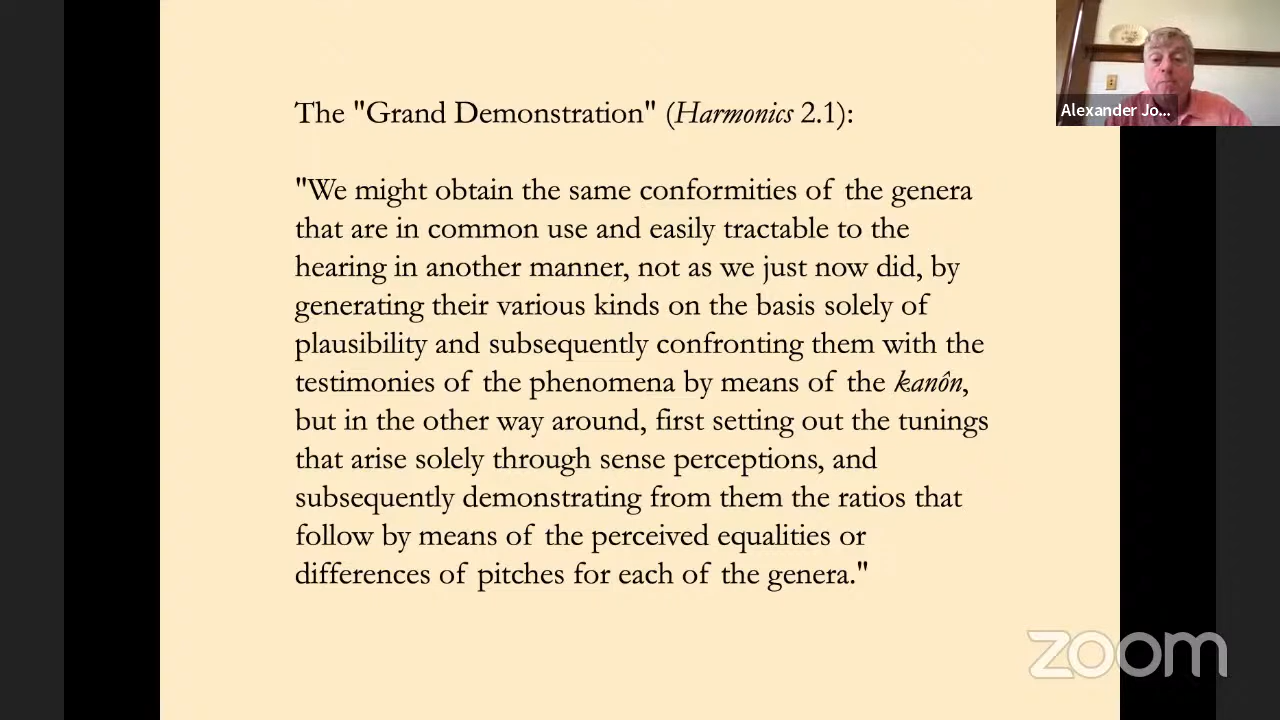 The "Grand Demonstration" (Harmonics 2.1):
"We might obtain the same conformities of the genera
that are in common use and easily tractable to the
hearing in another manner, not as we just now did, by
generating their various kinds on the basis solely of
plausibility and subsequently confronting them with the
testimonies of the phenomena by means of the kanôn,
but in the other way around, first setting out the tunings
that arise solely through sense perceptions, and
subsequently demonstrating from them the ratios that
follow by means of the perceived equalities or
differences of pitches for each of the genera."
Alexander Jo...
zoom